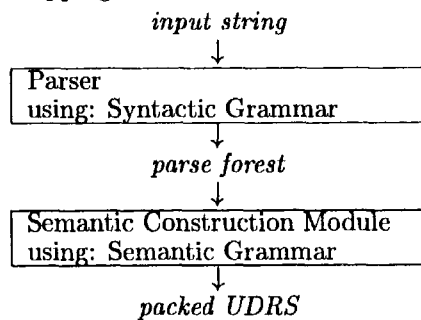 input string
Parser
using: Syntactic Grammar
parse forest
Semantic Construction Module
using: Semantic Grammar
packed UDRS